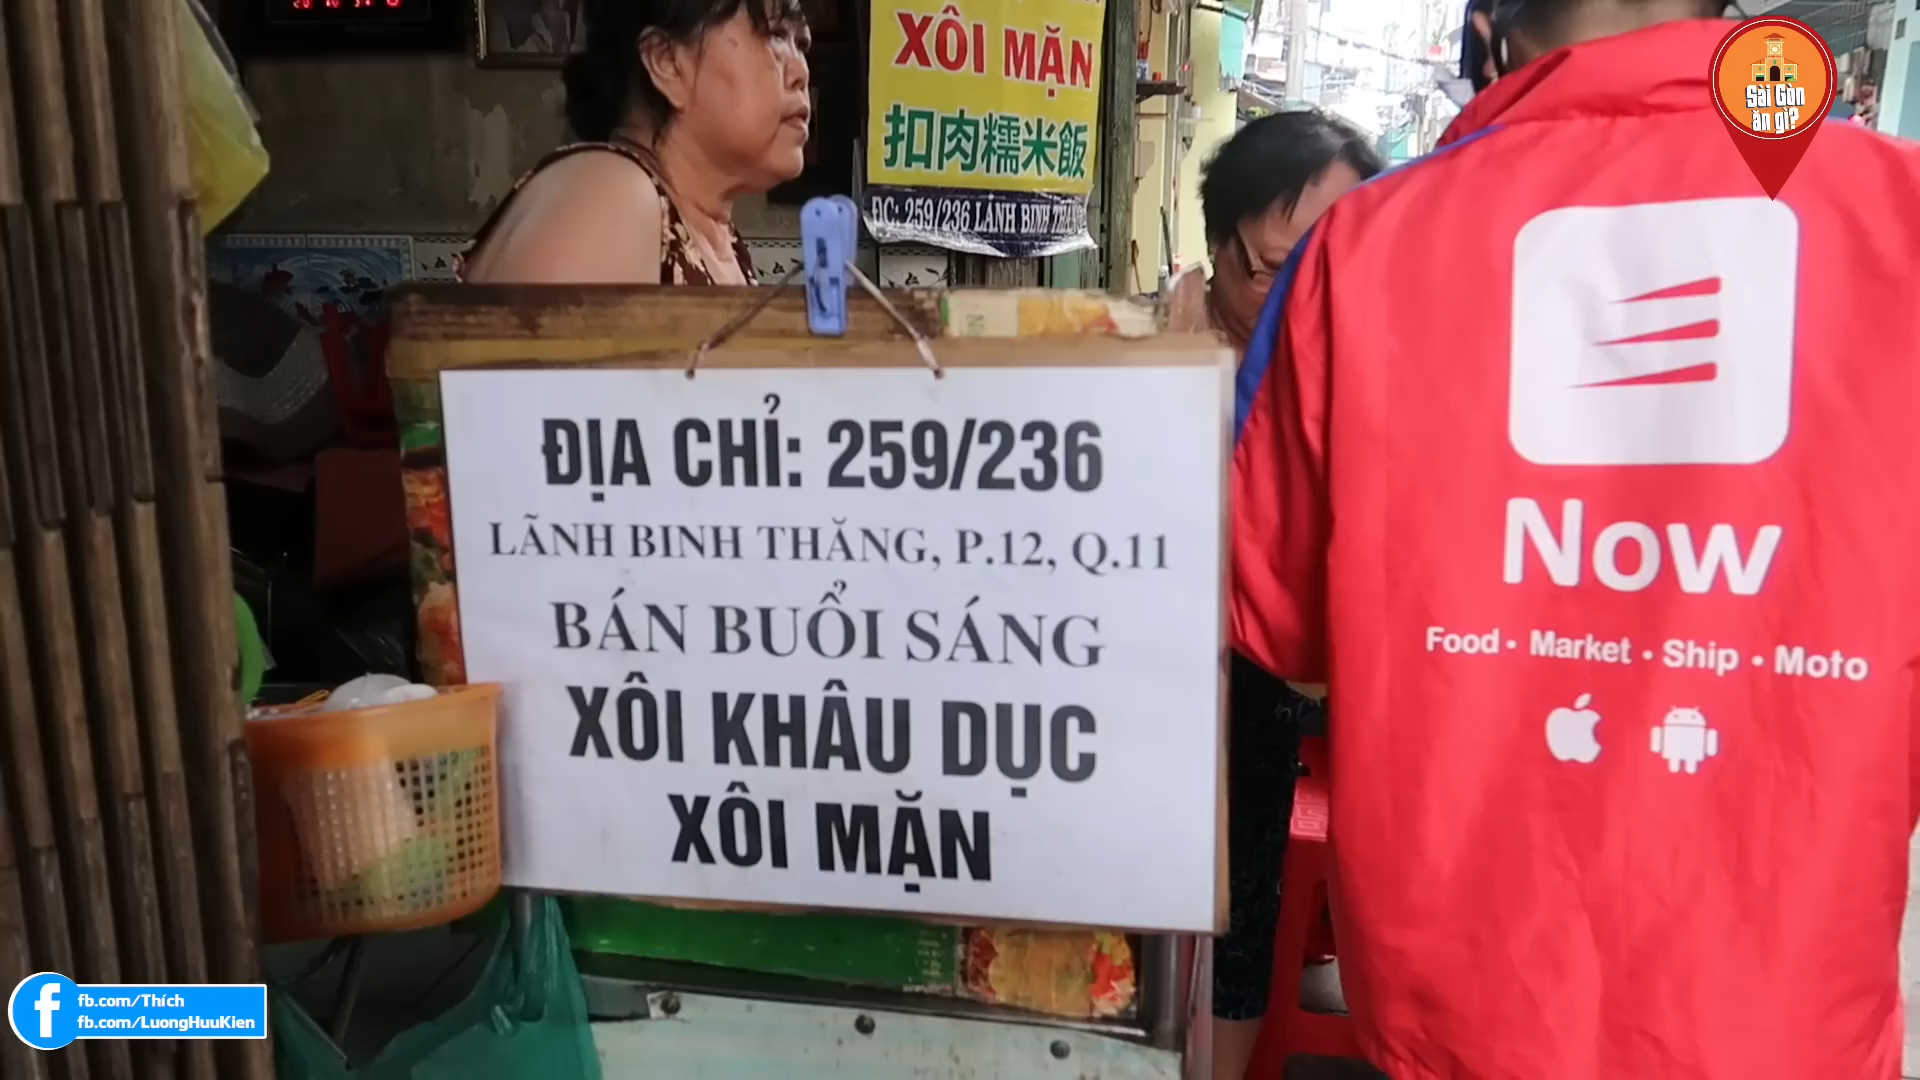 XÔI MẶN
扣肉糯米飯
ĐC: 259/236 LÃNH BINH THĂNG
Sài Gòn
ăn gì?
ĐỊA CHỈ: 259/236
LÃNH BINH THĂNG, P.12, Q.11
BÁN BUỔI SÁNG
XÔI KHÂU DỤC
XÔI MẶN
Now
Food • Market • Ship • Moto
fb.com/Thích
fb.com/LuongHuuKien